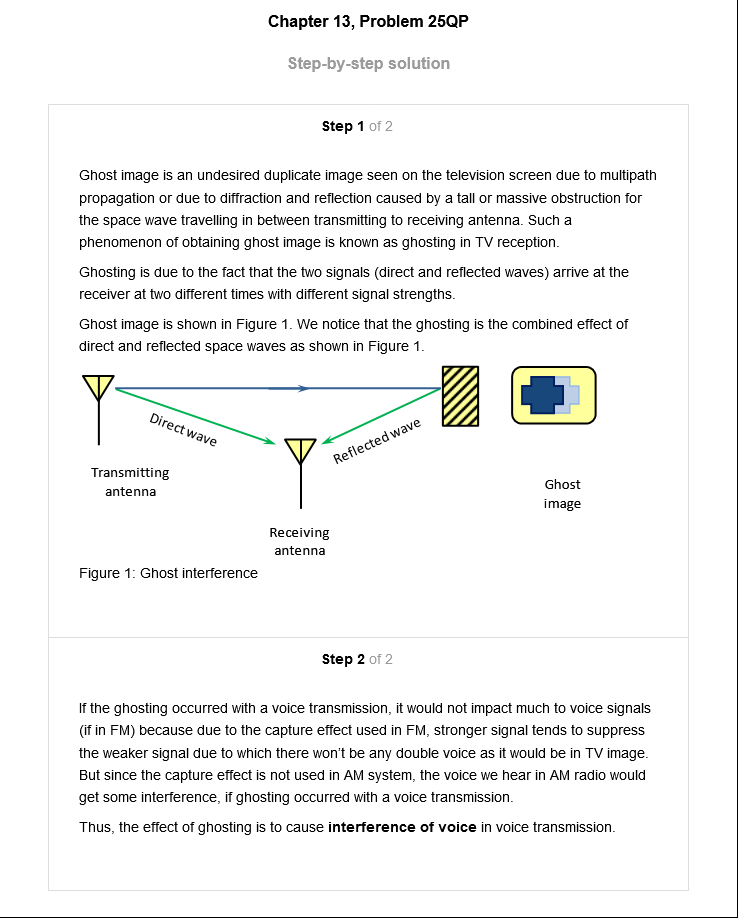 Chapter 13, Problem 25QP
Step-by-step solution
Step 1 of 2
Ghost image is an undesired duplicate image seen on the television screen due to multipath
propagation or due to diffraction and reflection caused by a tall or massive obstruction for
the space wave travelling in between transmitting to receiving antenna. Such a
phenomenon of obtaining ghost image is known as ghosting in TV reception.
Ghosting is due to the fact that the two signals (direct and reflected waves) arrive at the
receiver at two different times with different signal strengths.
Ghost image is shown in Figure 1. We notice that the ghosting is the combined effect of
direct and reflected space waves as shown in Figure 1.
Direct wave
Reflected wave
Transmitting
antenna
Ghost
image
Receiving
antenna
Figure 1: Ghost interference
Step 2 of 2
If the ghosting occurred with a voice transmission, it would not impact much to voice signals
(if in FM) because due to the capture effect used in FM, stronger signal tends to suppress
the weaker signal due to which there won't be any double voice as it would be in TV image.
But since the capture effect is not used in AM system, the voice we hear in AM radio would
get some interference, if ghosting occurred with a voice transmission.
Thus, the effect of ghosting is to cause interference of voice in voice transmission.